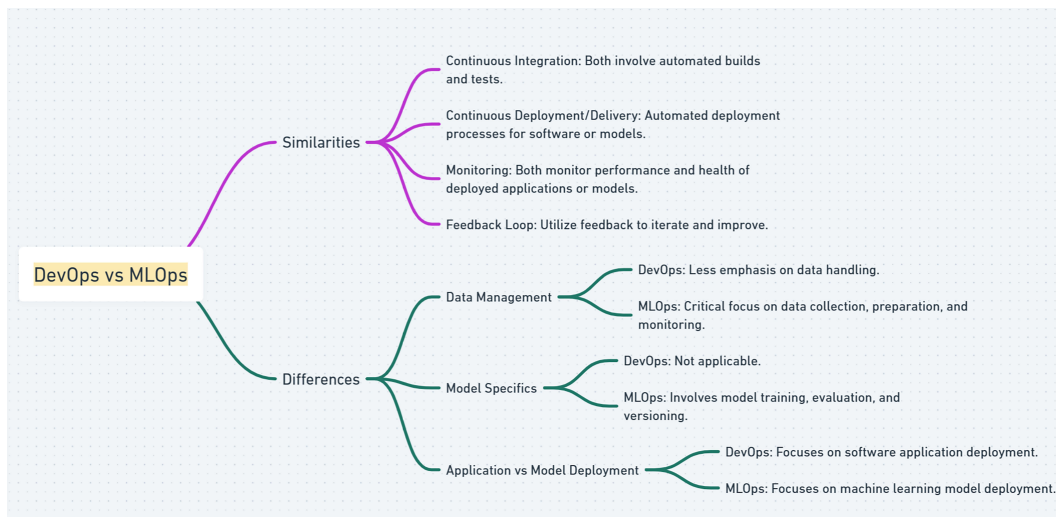 DevOps vs MLOps
Similarities
Continuous Integration: Both involve automated builds
and tests.
Continuous Deployment/Delivery: Automated deployment
processes for software or models.
Monitoring: Both monitor performance and health of
deployed applications or models.
Feedback Loop: Utilize feedback to iterate and improve.
Differences
Data Management
DevOps: Less emphasis on data handling.
MLOps: Critical focus on data collection, preparation, and
monitoring.
Model Specifics
DevOps: Not applicable.
MLOps: Involves model training, evaluation, and
versioning.
Application vs Model Deployment
DevOps: Focuses on software application deployment.
MLOps: Focuses on machine learning model deployment.